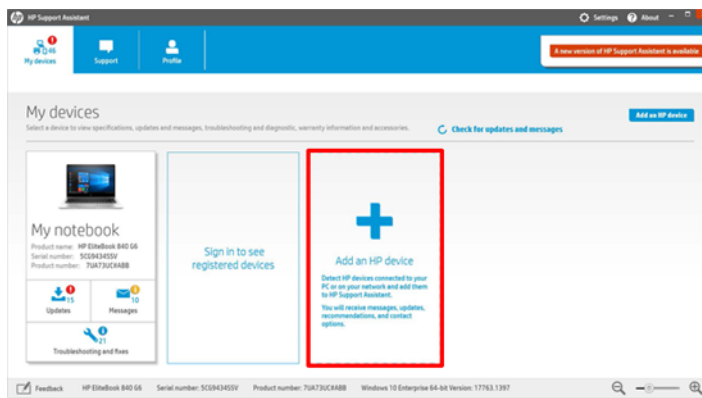 hp HP Support Assistant
Settings ? About
46
My devices
Support
Profile
A new version of HP Support Assistant is available
My devices
Select a device to view specifications, updates and messages, troubleshooting and diagnostic, warranty information and accessories.
Check for updates and messages
Add an HP device
My notebook
Product name: HP EliteBook 840 G6
Serial number: 5CG9434SSV
Product number: 7UA73UC#ABB
15
Updates
10
Messages
21
Troubleshooting and fixes
Sign in to see
registered devices
Add an HP device
Detect HP devices connected to your
PC or on your network and add them
to HP Support Assistant.
You will receive messages, updates,
recommendations, and contact
options.
Feedback HP EliteBook 840 G6 Serial number: 5CG9434SSV Product number: 7UA73UC#ABB Windows 10 Enterprise 64-bit Version: 17763.1397